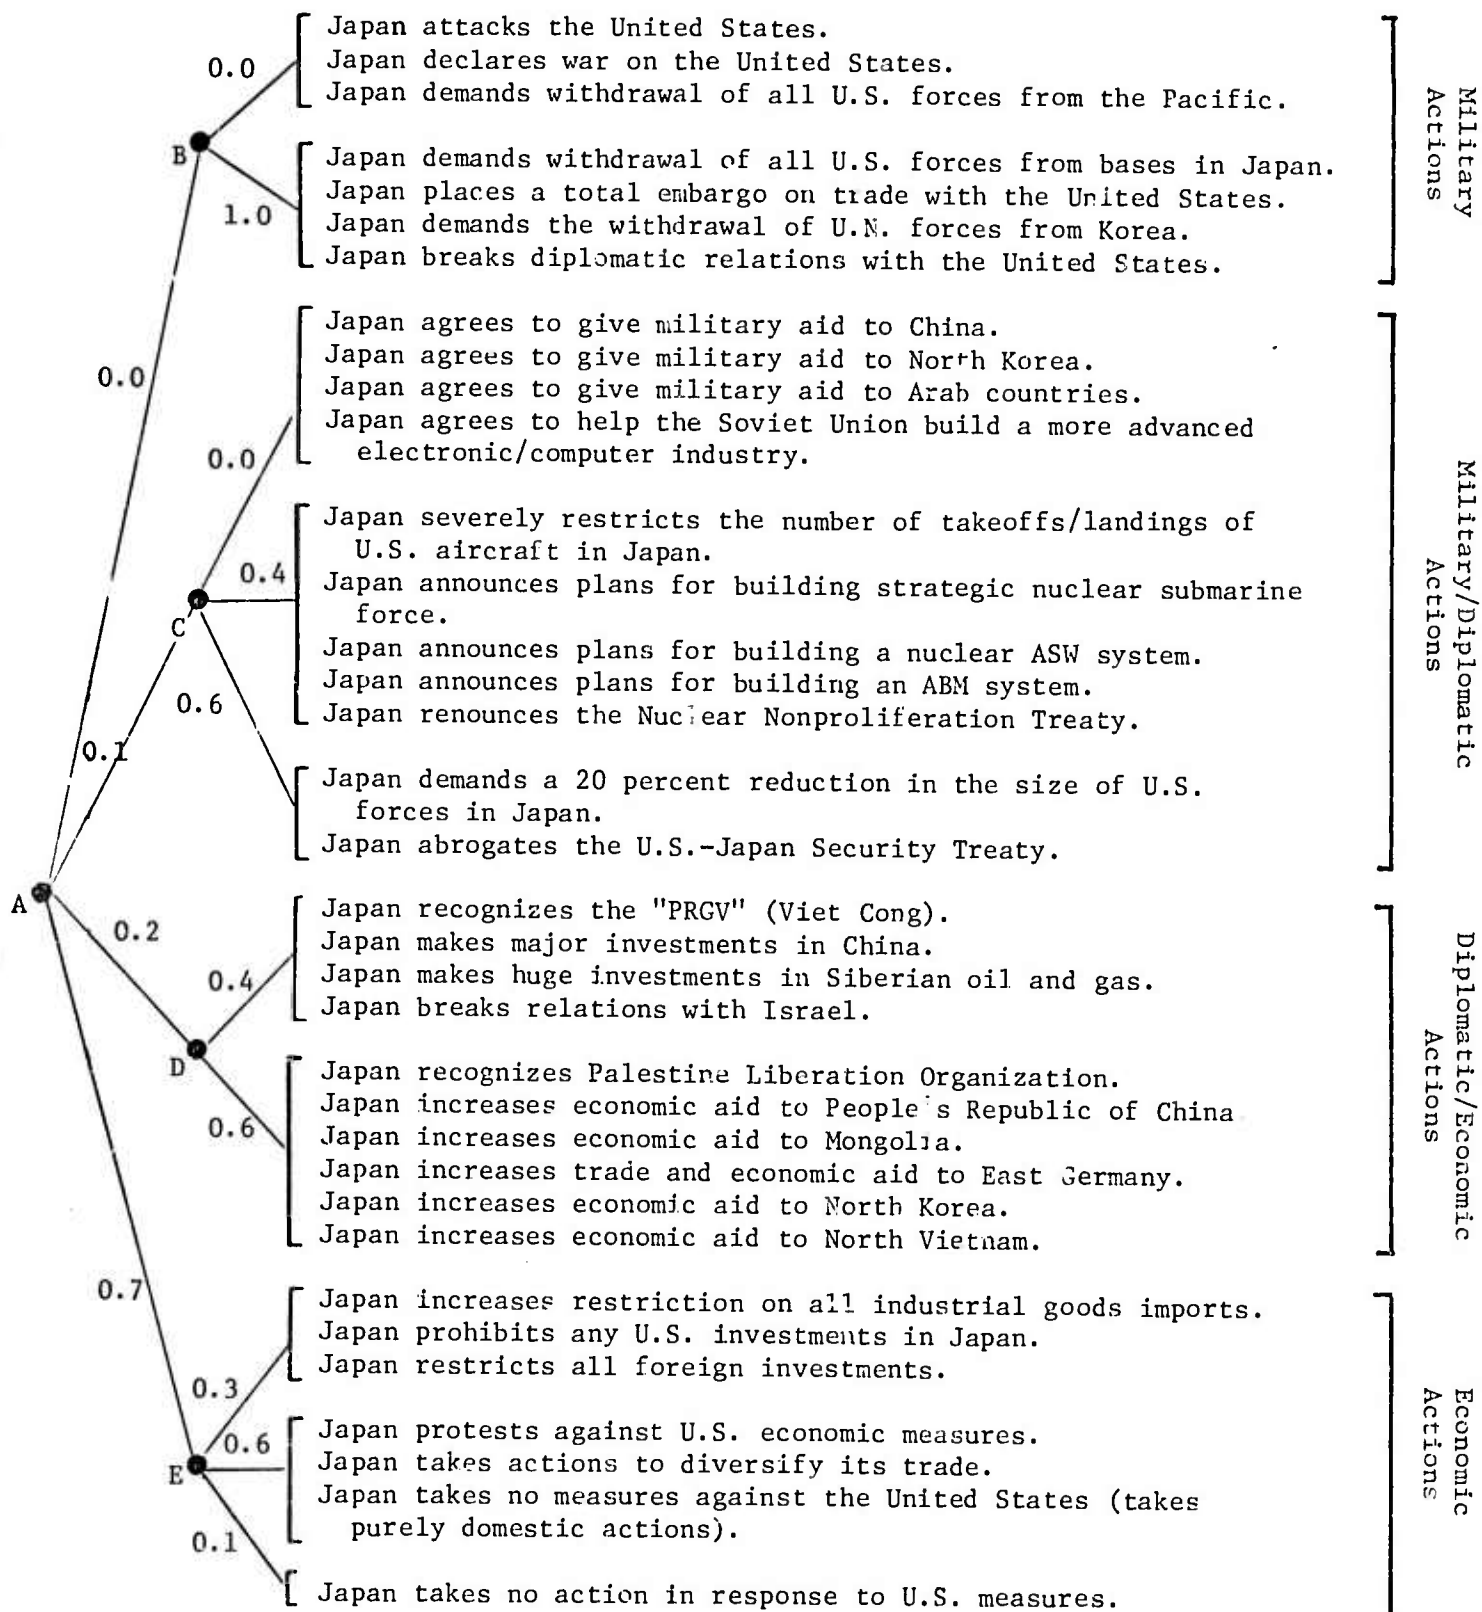 Japan attacks the United States.
0.0
Japan declares war on the United States.
Japan demands withdrawal of all U.S. forces from the Pacific.
B
Japan demands withdrawal of all U.S. forces from bases in Japan.
1.0
Japan places a total embargo on trade with the United States.
Japan demands the withdrawal of U.N. forces from Korea.
Japan breaks diplomatic relations with the United States.
Military
Actions
0.0
Japan agrees to give military aid to China.
Japan agrees to give military aid to North Korea.
Japan agrees to give military aid to Arab countries.
Japan agrees to help the Soviet Union build a more advanced
electronic/computer industry.
0.0
Japan severely restricts the number of takeoffs/landings of
U.S. aircraft in Japan.
0.4
Japan announces plans for building strategic nuclear submarine
force.
C
Japan announces plans for building a nuclear ASW system.
Japan announces plans for building an ABM system.
Japan renounces the Nuclear Nonproliferation Treaty.
0.6
0.1
Japan demands a 20 percent reduction in the size of U.S.
forces in Japan.
Japan abrogates the U.S.-Japan Security Treaty.
Military/Diplomatic
Actions
A
0.2
Japan recognizes the "PRGV" (Viet Cong).
Japan makes major investments in China.
Japan makes huge investments in Siberian oil and gas.
0.4
Japan breaks relations with Israel.
D
Japan recognizes Palestine Liberation Organization.
Japan increases economic aid to People's Republic of China
0.6
Japan increases economic aid to Mongolia.
Japan increases trade and economic aid to East Germany.
Japan increases economic aid to North Korea.
Japan increases economic aid to North Vietnam.
Diplomatic/Economic
Actions
0.7
Japan increases restriction on all industrial goods imports.
Japan prohibits any U.S. investments in Japan.
Japan restricts all foreign investments.
0.3
Japan protests against U.S. economic measures.
0.6
Japan takes actions to diversify its trade.
E
Japan takes no measures against the United States (takes
purely domestic actions).
0.1
Japan takes no action in response to U.S. measures.
Economic
Actions